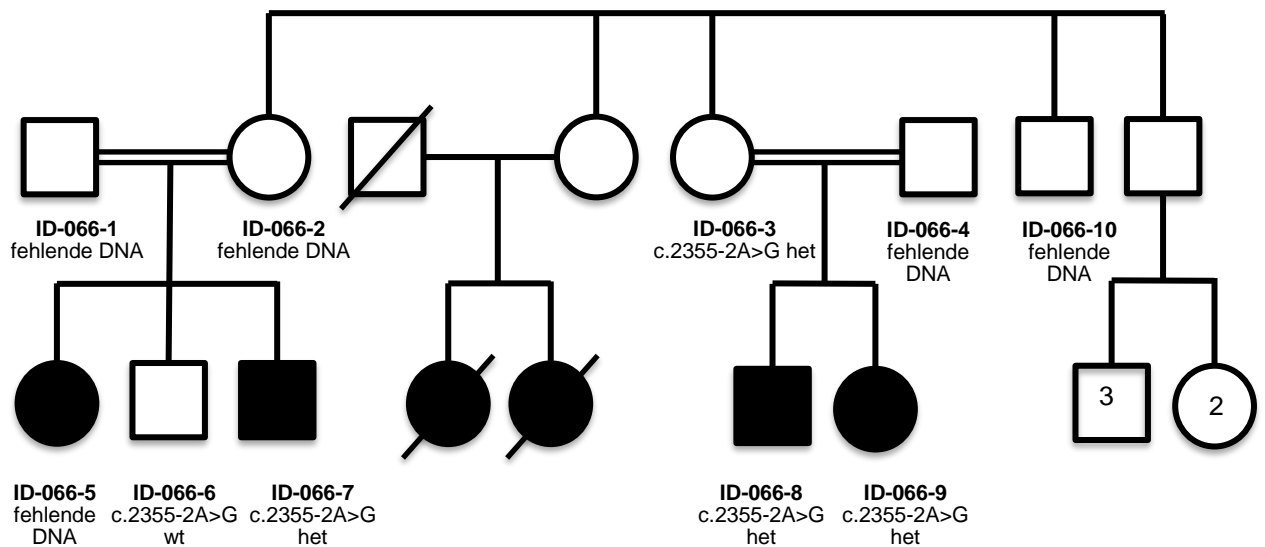 ID-066-1
fehlende DNA
ID-066-2
fehlende DNA
ID-066-3
c.2355-2A>G het
ID-066-4
fehlende
DNA
ID-066-10
fehlende
DNA
3
2
ID-066-5
fehlende
DNA
ID-066-6
c.2355-2A>G
wt
ID-066-7
c.2355-2A>G
het
ID-066-8
c.2355-2A>G
het
ID-066-9
c.2355-2A>G
het